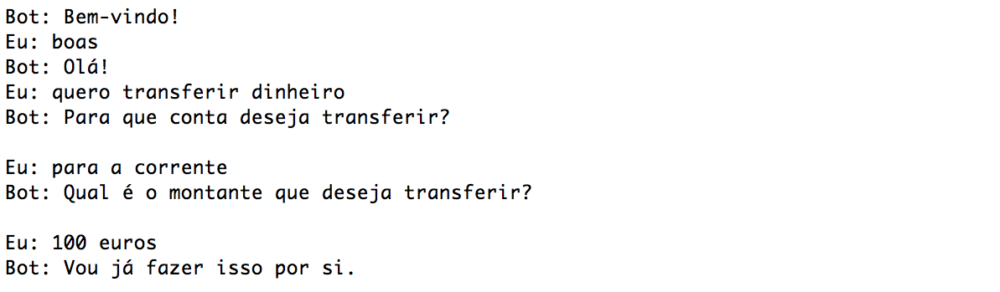 Bot: Bem-vindo!
Eu: boas
Bot: Olá!
Eu: quero transferir dinheiro
Bot: Para que conta deseja transferir?
Eu: para a corrente
Bot: Qual é o montante que deseja transferir?
Eu: 100 euros
Bot: Vou já fazer isso por si.